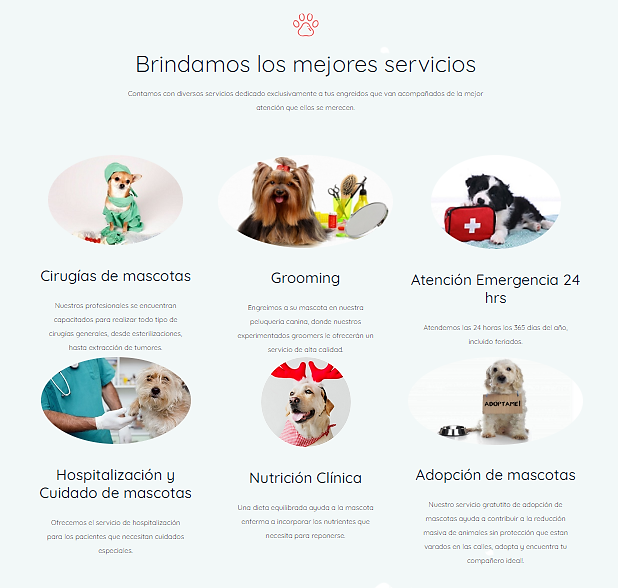 Brindamos los mejores servicios
Contamos con diversos servicios dedicado exclusivamente a tus engreidos que van acompañados de la mejor
atención que ellos se merecen.
Cirugías de mascotas
Nuestros profesionales se encuentran
capacitados para realizar todo tipo de
cirugías generales, desde esterilizaciones,
hasta extracción de tumores.
Grooming
Engreimos a su mascota en nuestra
peluquería canina, donde nuestros
experimentados groomers le ofrecerán un
servicio de alta calidad.
Atención Emergencia 24
hrs
Atendemos las 24 horas los 365 días del año,
incluido feriados.
ADOPTAME!
Hospitalización y
Cuidado de mascotas
Ofrecemos el servicio de hospitalización
para los pacientes que necesitan cuidados
especiales.
Nutrición Clínica
Una dieta equilibrada ayuda a la mascota
enferma a incorporar los nutrientes que
necesita para reponerse.
Adopción de mascotas
Nuestro servicio gratutito de adopción de
mascotas ayuda a contribuir a la reducción
masiva de animales sin protección que estan
varados en las calles, adopta y encuentra tu
compañero ideal!.